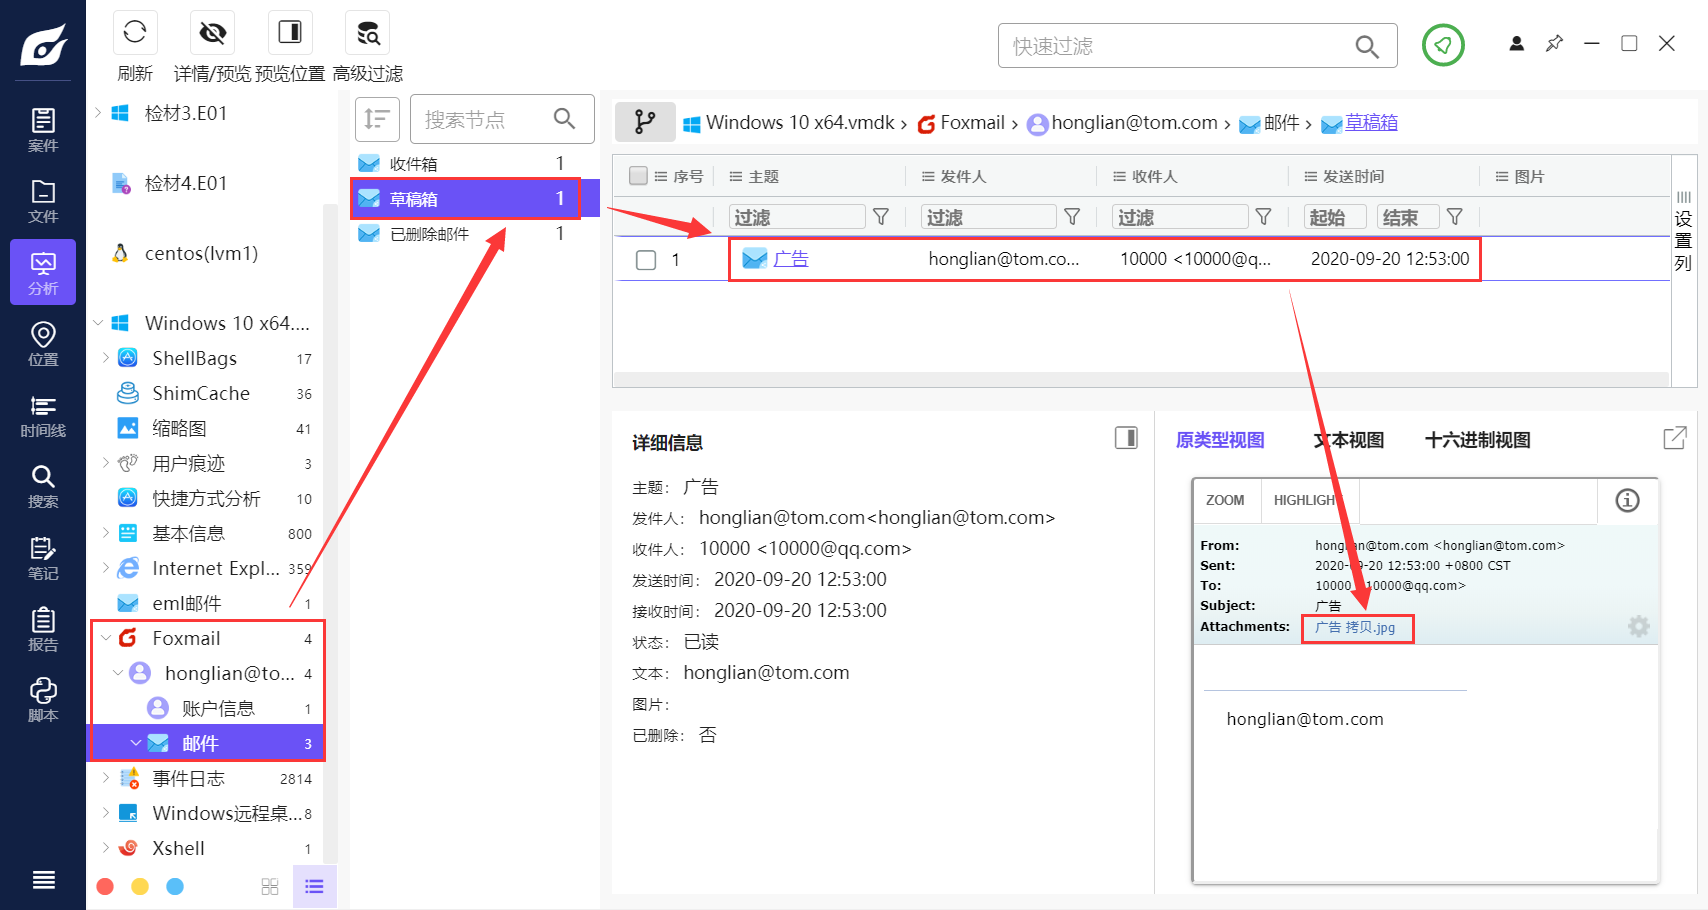 刷新
详情/预览
预览位置
高级过滤
快速过滤
案件
文件
分析
位置
时间线
搜索
笔记
报告
脚本
检材3.E01
检材4.E01
centos(lvm1)
Windows 10 x64....
ShellBags 17
ShimCache 36
缩略图 41
用户痕迹 3
快捷方式分析 10
基本信息 800
Internet Expl... 359
eml邮件 1
Foxmail 4
honglian@to... 4
账户信息 1
邮件 3
事件日志 2814
Windows远程桌... 8
Xshell 1
搜索节点
收件箱 1
草稿箱 1
已删除邮件 1
Windows 10 x64.vmdk › Foxmail › honglian@tom.com › 邮件 › 草稿箱
序号 主题 发件人 收件人 发送时间 图片
过滤 过滤 过滤 起始 结束
1 广告 honglian@tom.co... 10000 <10000@q... 2020-09-20 12:53:00
设置列
详细信息
主题: 广告
发件人: honglian@tom.com<honglian@tom.com>
收件人: 10000 <10000@qq.com>
发送时间: 2020-09-20 12:53:00
接收时间: 2020-09-20 12:53:00
状态: 已读
文本: honglian@tom.com
图片:
已删除: 否
原类型视图 文本视图 十六进制视图
ZOOM HIGHLIGHT
From: honglian@tom.com <honglian@tom.com>
Sent: 2020-09-20 12:53:00 +0800 CST
To: 10000 <10000@qq.com>
Subject: 广告
Attachments: 广告 拷贝.jpg
honglian@tom.com